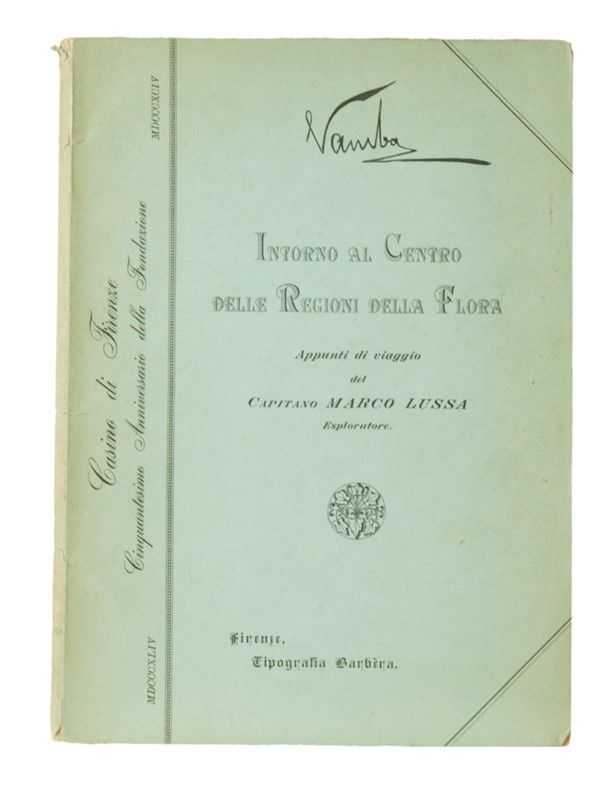 Vamba
INTORNO AL CENTRO
DELLE REGIONI DELLA FLORA
Appunti di viaggio
del
CAPITANO MARCO LUSSA
Esploratore.
Firenze,
Tipografia Barbèra.
Casino di Firenze
Cinquantesimo Anniversario della Fondazione
MDCCCXLIV
MDCCCXCIV